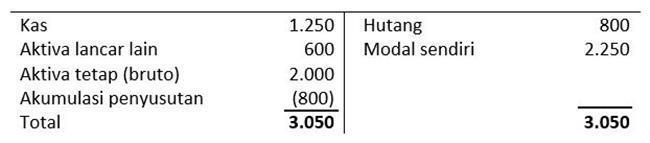 Kas 1.250 Hutang 800
Aktiva lancar lain 600 Modal sendiri 2.250
Aktiva tetap (bruto) 2.000
Akumulasi penyusutan (800)
Total 3.050 3.050